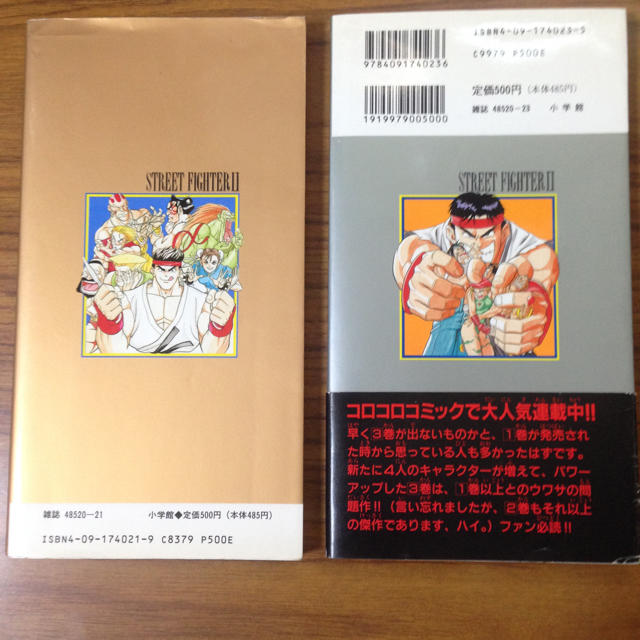 STREET FIGHTER II
雑誌 48520-21 小学館◆定価500円(本体485円)
ISBN4-09-174021-9 C8379 P500E
ISBN4-09-174023-5
9784091740236
C9979 P500E
定価500円(本体485円)
1919979005000
雑誌 48520-23 小学館
STREET FIGHTER II
コロコロコミックで大人気連載中!!
早く3巻が出ないものかと、1巻が発売され
た時から思っている人も多かったはずです。
新たに4人のキャラクターが増えて、パワー
アップした3巻は、1巻以上とのウワサの問
題作!!(言い忘れましたか、2巻もそれ以上
の傑作であります、ハイ。)ファン必読!!